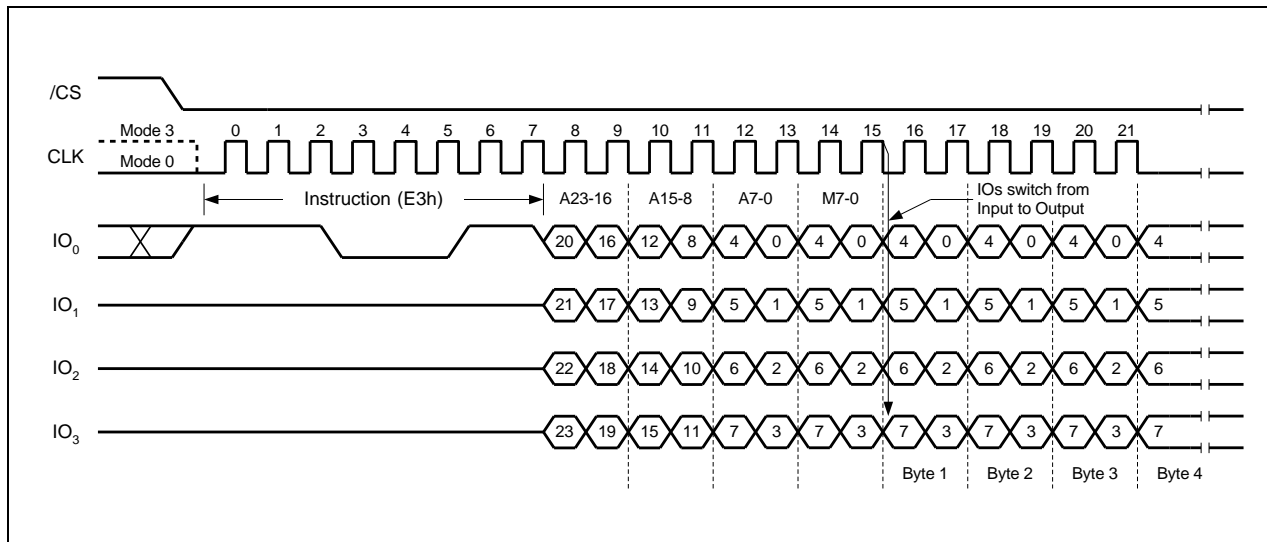 /CS
Mode 3
0 1 2 3 4 5 6 7 8 9 10 11 12 13 14 15 16 17 18 19 20 21
CLK
Mode 0
Instruction (E3h)
A23-16 A15-8 A7-0 M7-0
IOs switch from
Input to Output
IO0 20 16 12 8 4 0 4 0 4 0 4 0 4 0 4
IO1 21 17 13 9 5 1 5 1 5 1 5 1 5 1 5
IO2 22 18 14 10 6 2 6 2 6 2 6 2 6 2 6
IO3 23 19 15 11 7 3 7 3 7 3 7 3 7 3 7
Byte 1 Byte 2 Byte 3 Byte 4